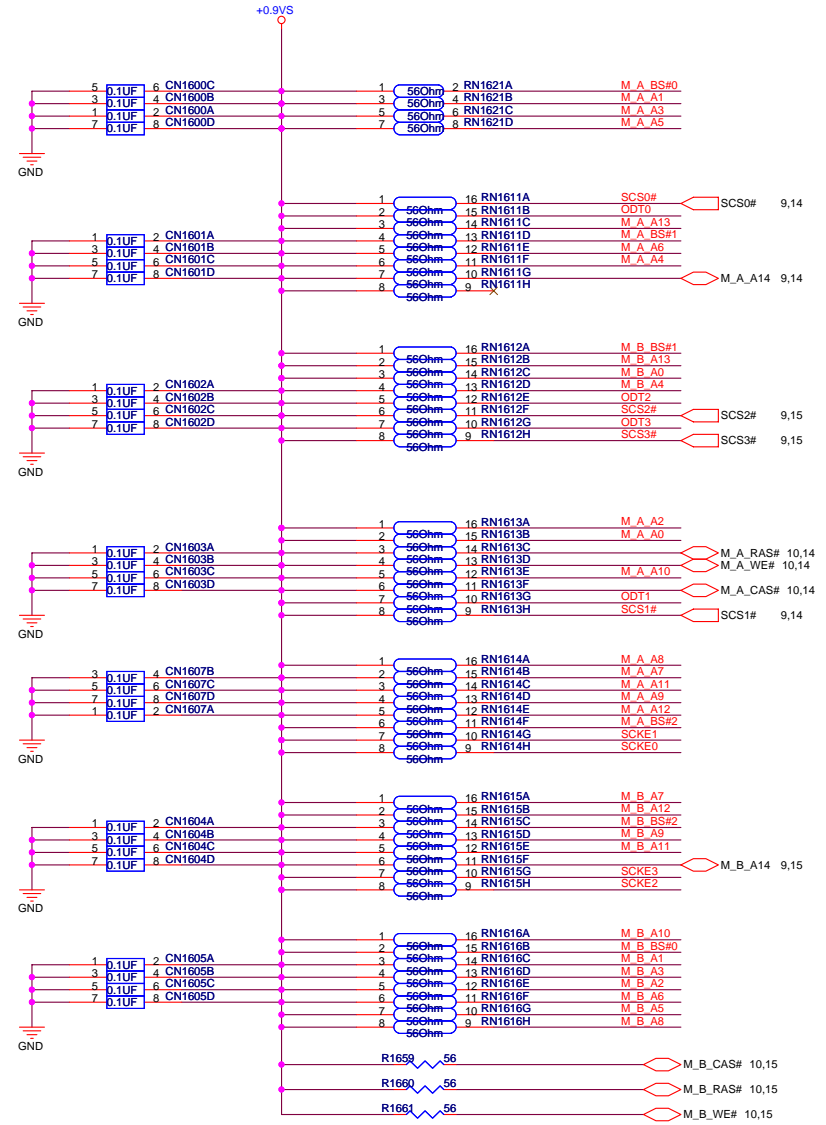 +0.9VS
5 0.1UF 6 CN1600C 1 56Ohm 2 RN1621A M_A_BS#0
3 0.1UF 4 CN1600B 3 56Ohm 4 RN1621B M_A_A1
1 0.1UF 2 CN1600A 5 56Ohm 6 RN1621C M_A_A3
7 0.1UF 8 CN1600D 7 56Ohm 8 RN1621D M_A_A5
GND
1 56Ohm 16 RN1611A SCS0# SCS0# 9,14
2 56Ohm 15 RN1611B ODT0
3 56Ohm 14 RN1611C M_A_A13
1 0.1UF 2 CN1601A 4 56Ohm 13 RN1611D M_A_BS#1
3 0.1UF 4 CN1601B 5 56Ohm 12 RN1611E M_A_A6
5 0.1UF 6 CN1601C 6 56Ohm 11 RN1611F M_A_A4
7 0.1UF 8 CN1601D 7 56Ohm 10 RN1611G M_A_A14 9,14
8 56Ohm 9 RN1611H
GND
1 56Ohm 16 RN1612A M_B_BS#1
2 56Ohm 15 RN1612B M_B_A13
3 56Ohm 14 RN1612C M_B_A0
1 0.1UF 2 CN1602A 4 56Ohm 13 RN1612D M_B_A4
3 0.1UF 4 CN1602B 5 56Ohm 12 RN1612E ODT2
5 0.1UF 6 CN1602C 6 56Ohm 11 RN1612F SCS2# SCS2# 9,15
7 0.1UF 8 CN1602D 7 56Ohm 10 RN1612G ODT3
8 56Ohm 9 RN1612H SCS3# SCS3# 9,15
GND
1 56Ohm 16 RN1613A M_A_A2
2 56Ohm 15 RN1613B M_A_A0
1 0.1UF 2 CN1603A 3 56Ohm 14 RN1613C M_A_RAS# 10,14
3 0.1UF 4 CN1603B 4 56Ohm 13 RN1613D M_A_WE# 10,14
5 0.1UF 6 CN1603C 5 56Ohm 12 RN1613E M_A_A10
7 0.1UF 8 CN1603D 6 56Ohm 11 RN1613F M_A_CAS# 10,14
7 56Ohm 10 RN1613G ODT1
8 56Ohm 9 RN1613H SCS1# SCS1# 9,14
GND
1 56Ohm 16 RN1614A M_A_A8
3 0.1UF 4 CN1607B 2 56Ohm 15 RN1614B M_A_A7
5 0.1UF 6 CN1607C 3 56Ohm 14 RN1614C M_A_A11
7 0.1UF 8 CN1607D 4 56Ohm 13 RN1614D M_A_A9
1 0.1UF 2 CN1607A 5 56Ohm 12 RN1614E M_A_A12
6 56Ohm 11 RN1614F M_A_BS#2
7 56Ohm 10 RN1614G SCKE1
8 56Ohm 9 RN1614H SCKE0
GND
1 56Ohm 16 RN1615A M_B_A7
2 56Ohm 15 RN1615B M_B_A12
1 0.1UF 2 CN1604A 3 56Ohm 14 RN1615C M_B_BS#2
3 0.1UF 4 CN1604B 4 56Ohm 13 RN1615D M_B_A9
5 0.1UF 6 CN1604C 5 56Ohm 12 RN1615E M_B_A11
7 0.1UF 8 CN1604D 6 56Ohm 11 RN1615F M_B_A14 9,15
7 56Ohm 10 RN1615G SCKE3
8 56Ohm 9 RN1615H SCKE2
GND
1 56Ohm 16 RN1616A M_B_A10
2 56Ohm 15 RN1616B M_B_BS#0
1 0.1UF 2 CN1605A 3 56Ohm 14 RN1616C M_B_A1
3 0.1UF 4 CN1605B 4 56Ohm 13 RN1616D M_B_A3
5 0.1UF 6 CN1605C 5 56Ohm 12 RN1616E M_B_A2
7 0.1UF 8 CN1605D 6 56Ohm 11 RN1616F M_B_A6
7 56Ohm 10 RN1616G M_B_A5
8 56Ohm 9 RN1616H M_B_A8
GND
R1659 56 M_B_CAS# 10,15
R1660 56 M_B_RAS# 10,15
R1661 56 M_B_WE# 10,15